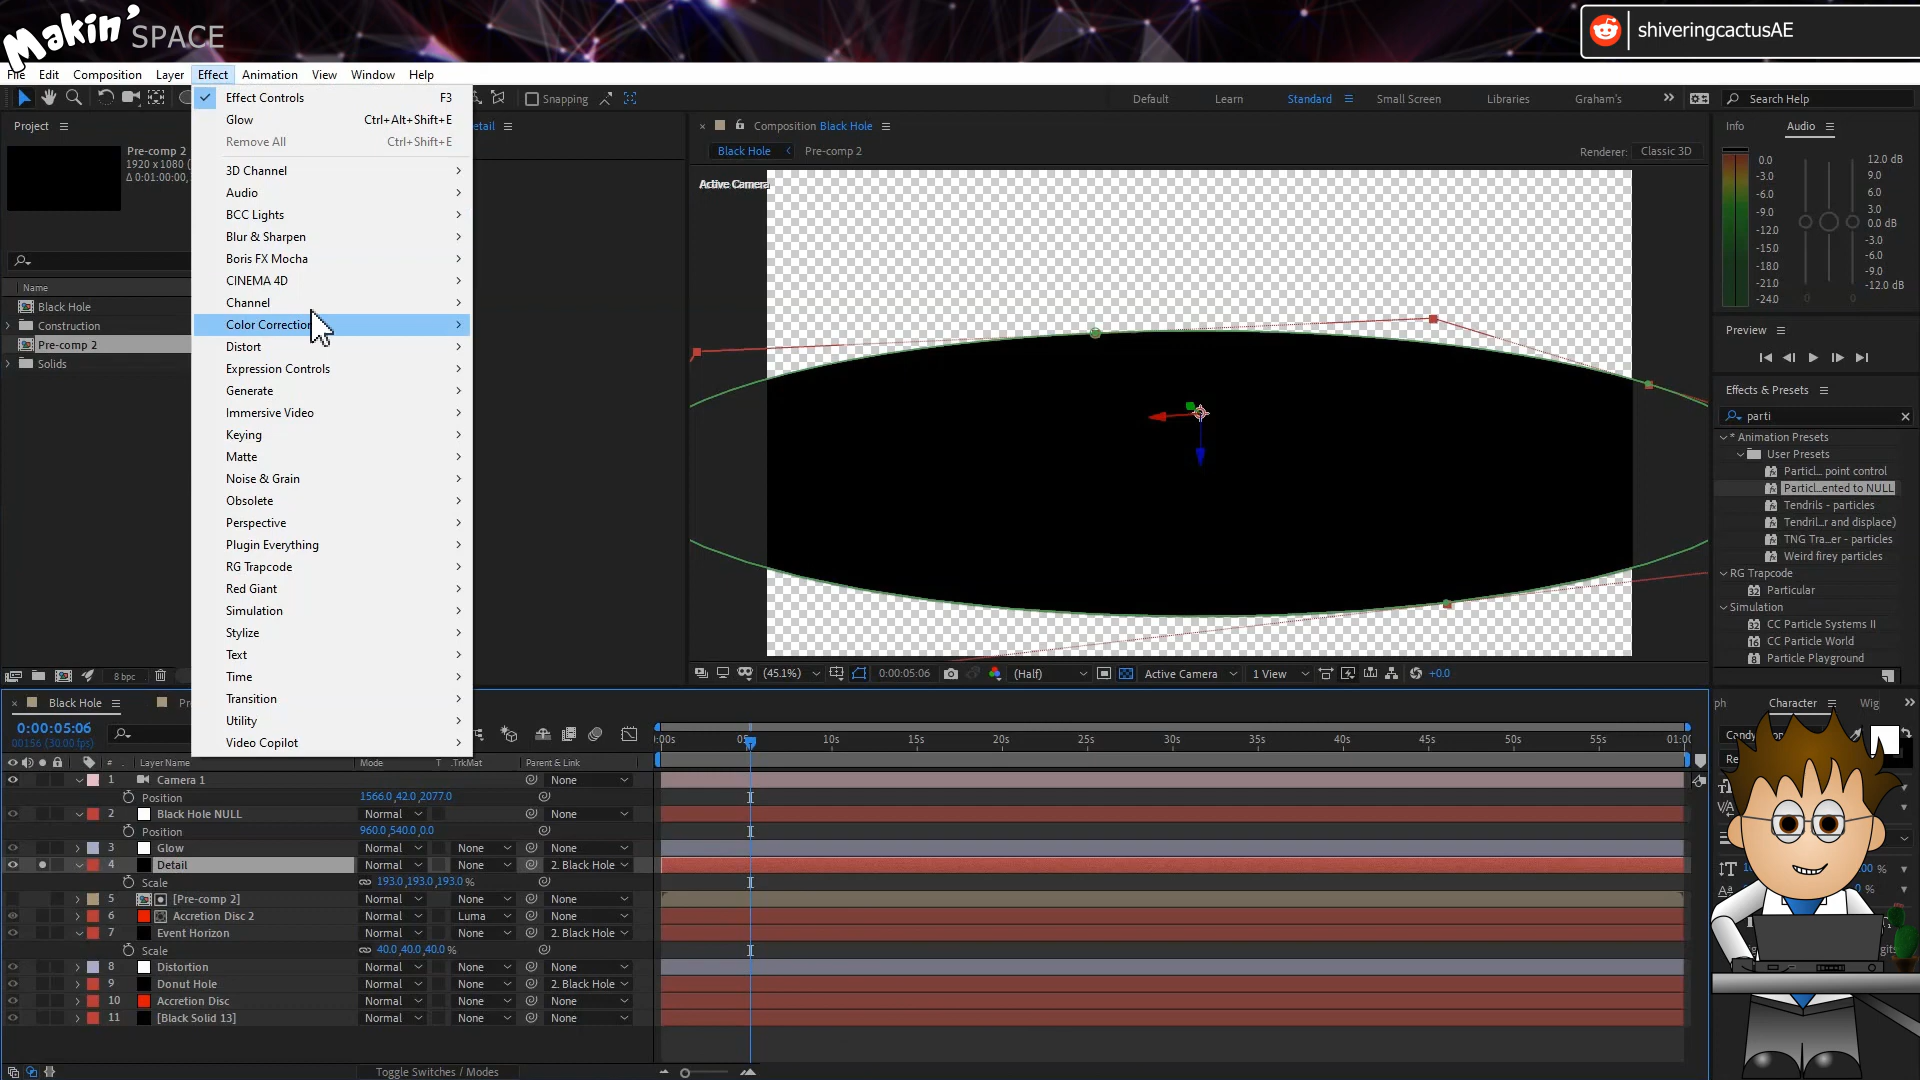 Makin' SPACE
shiveringcactusAE
File Edit Composition Layer Effect Animation View Window Help
Snapping
Default Learn Standard Small Screen Libraries Graham's Search Help
Project
Pre-comp 2
1920 x 1080
Δ 0:01:00:00,
Name
Black Hole
Construction
Pre-comp 2
Solids
8 bpc
Effect Controls F3
Glow Ctrl+Alt+Shift+E
Remove All Ctrl+Shift+E
3D Channel
Audio
BCC Lights
Blur & Sharpen
Boris FX Mocha
CINEMA 4D
Channel
Color Correction
Distort
Expression Controls
Generate
Immersive Video
Keying
Matte
Noise & Grain
Obsolete
Perspective
Plugin Everything
RG Trapcode
Red Giant
Simulation
Stylize
Text
Time
Transition
Utility
Video Copilot
etail
Composition Black Hole
Black Hole Pre-comp 2 Renderer: Classic 3D
Active Camera
(45.1%) 0:00:05:06 (Half) Active Camera 1 View +0.0
Info Audio
0.0 12.0 dB
-3.0 9.0
-6.0 6.0
-9.0 3.0
-12.0 0.0 dB
-15.0 -3.0
-18.0 -6.0
-21.0 -9.0
-24.0 -12.0 dB
0 0
Preview
Effects & Presets
parti
* Animation Presets
User Presets
Particl... point control
Particl...ented to NULL
Tendrils - particles
Tendril...r and displace)
TNG Tra...er - particles
Weird firey particles
RG Trapcode
Particular
Simulation
CC Particle Systems II
CC Particle World
Particle Playground
ph Character Wig
Black Hole Pr
0:00:05:06
00156 (30.00 fps)
:00s 05 10s 15s 20s 25s 30s 35s 40s 45s 50s 55s 01:00
# Layer Name Mode T .TrkMat Parent & Link
1 Camera 1 None
Position 1566.0,42.0,2077.0
2 Black Hole NULL Normal None
Position 960.0,540.0,0.0
3 Glow Normal None None
4 Detail Normal None 2. Black Hole
Scale 193.0,193.0,193.0 %
5 [Pre-comp 2] Normal None None
6 Accretion Disc 2 Normal Luma None
7 Event Horizon Normal None 2. Black Hole
Scale 40.0,40.0,40.0 %
8 Distortion Normal None None
9 Donut Hole Normal None 2. Black Hole
10 Accretion Disc Normal None None
11 [Black Solid 13] Normal None None
Toggle Switches / Modes